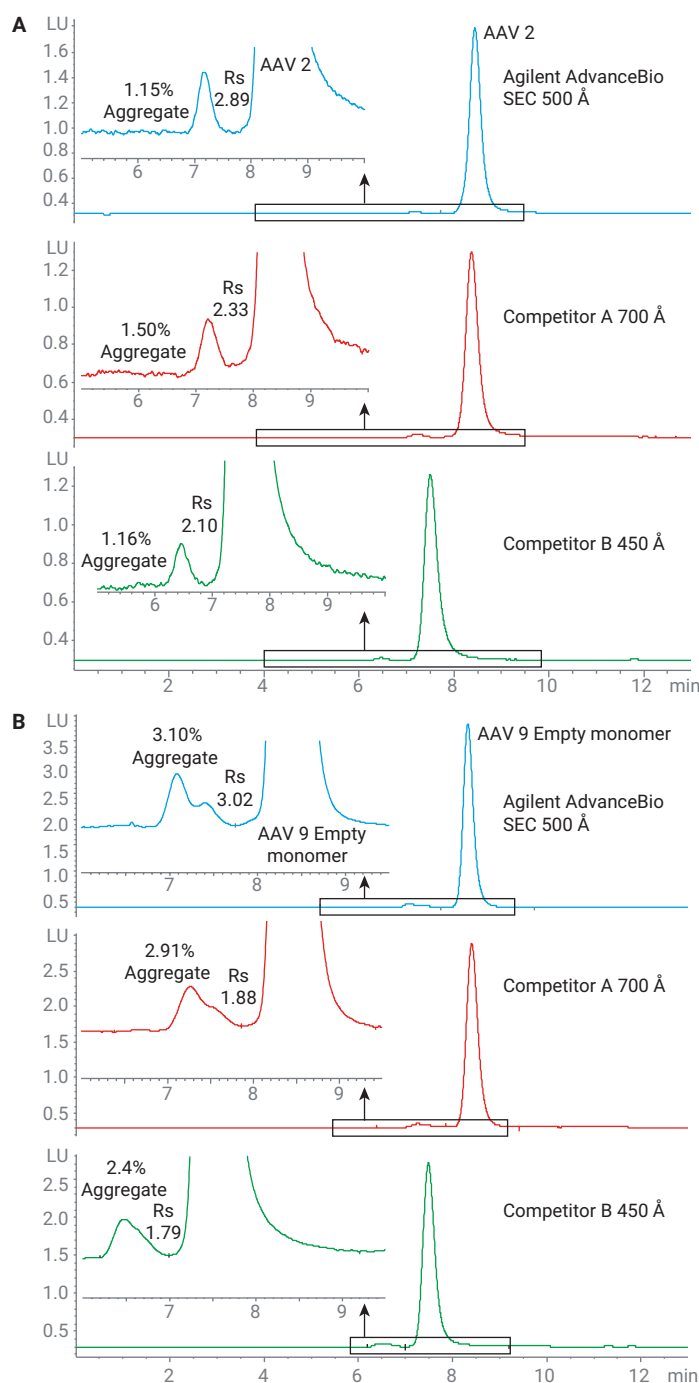 A
LU
1.6
1.4
1.2
1.0
0.8
0.6
0.4
1.15%
Aggregate
Rs
2.89
AAV 2
6 7 8 9
AAV 2
Agilent AdvanceBio
SEC 500 Å
LU
1.2
1.0
0.8
0.6
0.4
1.50%
Aggregate
Rs
2.33
6 7 8 9
Competitor A 700 Å
LU
1.2
1.0
0.8
0.6
0.4
1.16%
Aggregate
Rs
2.10
6 7 8 9
Competitor B 450 Å
2 4 6 8 10 12 min
B
LU
3.5
3.0
2.5
2.0
1.5
1.0
0.5
3.10%
Aggregate
Rs
3.02
AAV 9 Empty
monomer
7 8 9
AAV 9 Empty monomer
Agilent AdvanceBio
SEC 500 Å
LU
2.5
2.0
1.5
1.0
0.5
2.91%
Aggregate
Rs
1.88
7 8 9
Competitor A 700 Å
LU
2.5
2.0
1.5
1.0
0.5
2.4%
Aggregate
Rs
1.79
7 8 9
Competitor B 450 Å
2 4 6 8 10 12 min